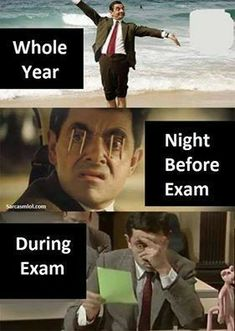 Whole
Year
Night
Before
Exam
Sarcasmlol.com
During
Exam